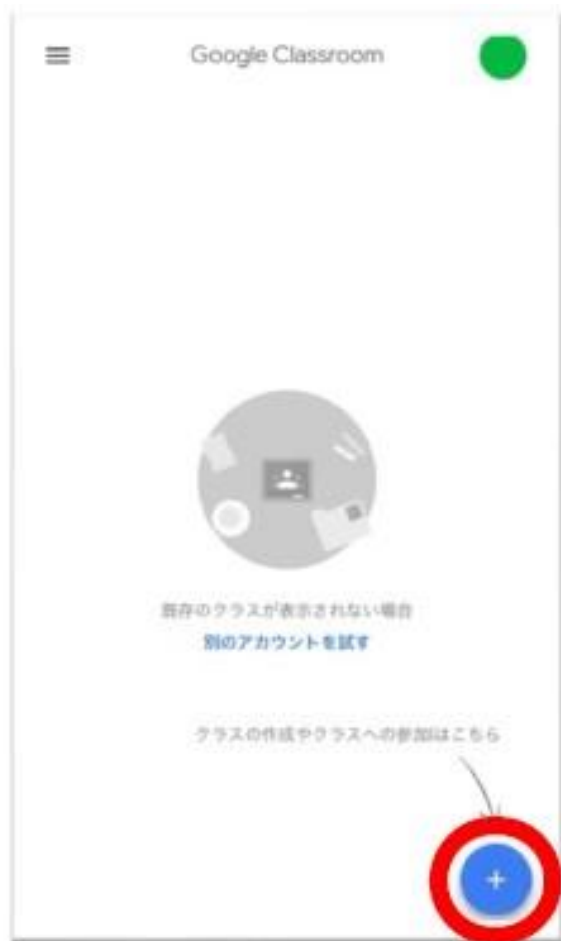 Google Classroom
既存のクラスが表示されない場合
別のアカウントを試す
クラスの作成やクラスへの参加はこちら
+